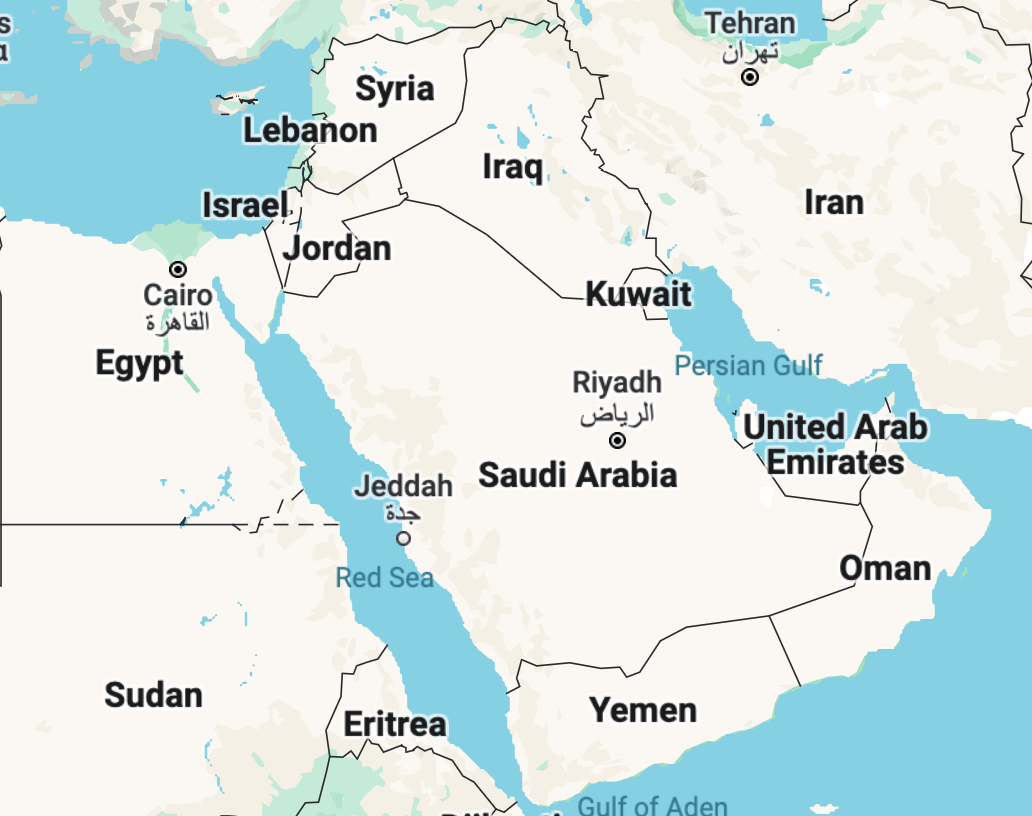 Tehran
تهران
Syria
Lebanon
Iraq
Iran
Israel
Jordan
Cairo
القاهرة
Kuwait
Egypt
Persian Gulf
Riyadh
الرياض
United Arab
Emirates
Saudi Arabia
Jeddah
جدة
Red Sea
Oman
Sudan
Eritrea
Yemen
Gulf of Aden